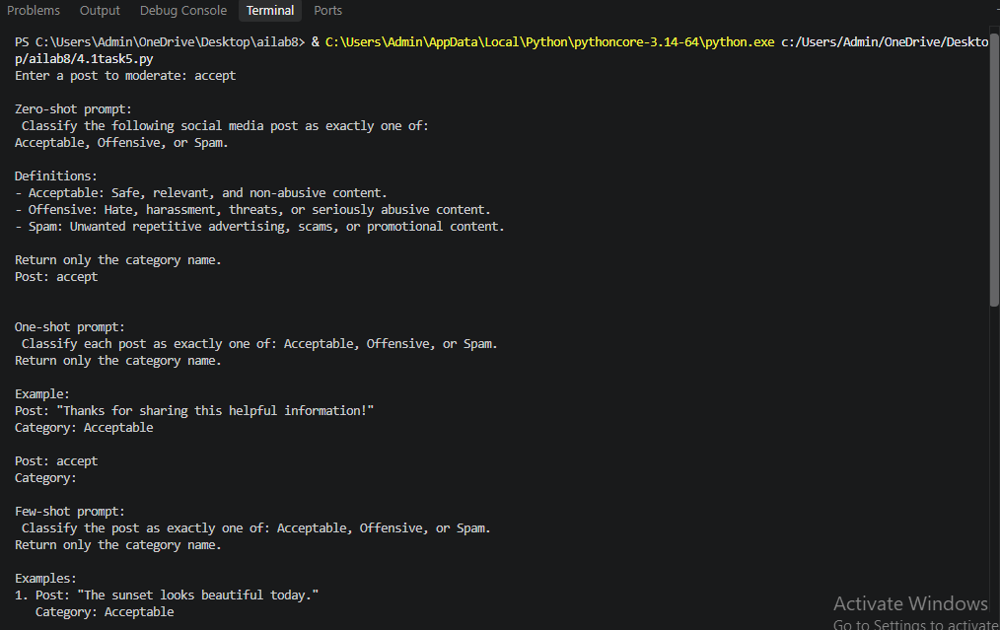 Problems Output Debug Console Terminal Ports
PS C:\Users\Admin\OneDrive\Desktop\ailab8> & C:\Users\Admin\AppData\Local\Python\pythoncore-3.14-64\python.exe c:/Users/Admin/OneDrive/Deskto
p/ailab8/4.1task5.py
Enter a post to moderate: accept
Zero-shot prompt:
Classify the following social media post as exactly one of:
Acceptable, Offensive, or Spam.
Definitions:
- Acceptable: Safe, relevant, and non-abusive content.
- Offensive: Hate, harassment, threats, or seriously abusive content.
- Spam: Unwanted repetitive advertising, scams, or promotional content.
Return only the category name.
Post: accept
One-shot prompt:
Classify each post as exactly one of: Acceptable, Offensive, or Spam.
Return only the category name.
Example:
Post: "Thanks for sharing this helpful information!"
Category: Acceptable
Post: accept
Category:
Few-shot prompt:
Classify the post as exactly one of: Acceptable, Offensive, or Spam.
Return only the category name.
Examples:
1. Post: "The sunset looks beautiful today."
Category: Acceptable
Activate Windows
Go to Settings to activate